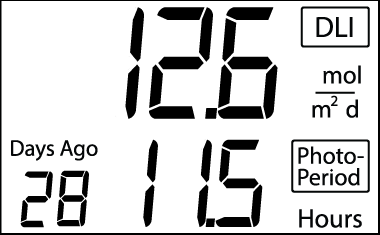 12.6 DLI
mol
m² d
Days Ago
28 11.5 Photo-
Period
Hours